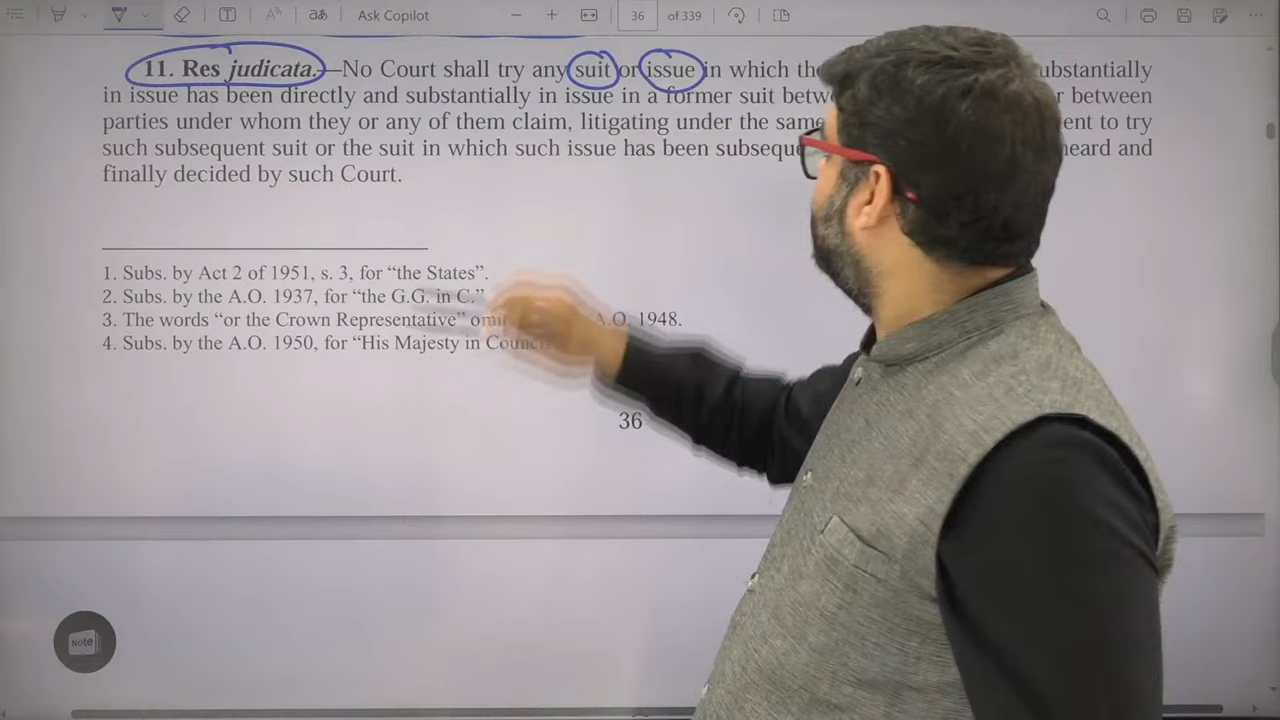 Ask Copilot
36 of 339
11. Res judicata.—No Court shall try any suit or issue in which the ubstantially
in issue has been directly and substantially in issue in a former suit betw r between
parties under whom they or any of them claim, litigating under the same ent to try
such subsequent suit or the suit in which such issue has been subseque heard and
finally decided by such Court.
1. Subs. by Act 2 of 1951, s. 3, for “the States”.
2. Subs. by the A.O. 1937, for “the G.G. in C.”
3. The words “or the Crown Representative” A.O. 1948.
4. Subs. by the A.O. 1950, for “His Majesty in Council
36
Note